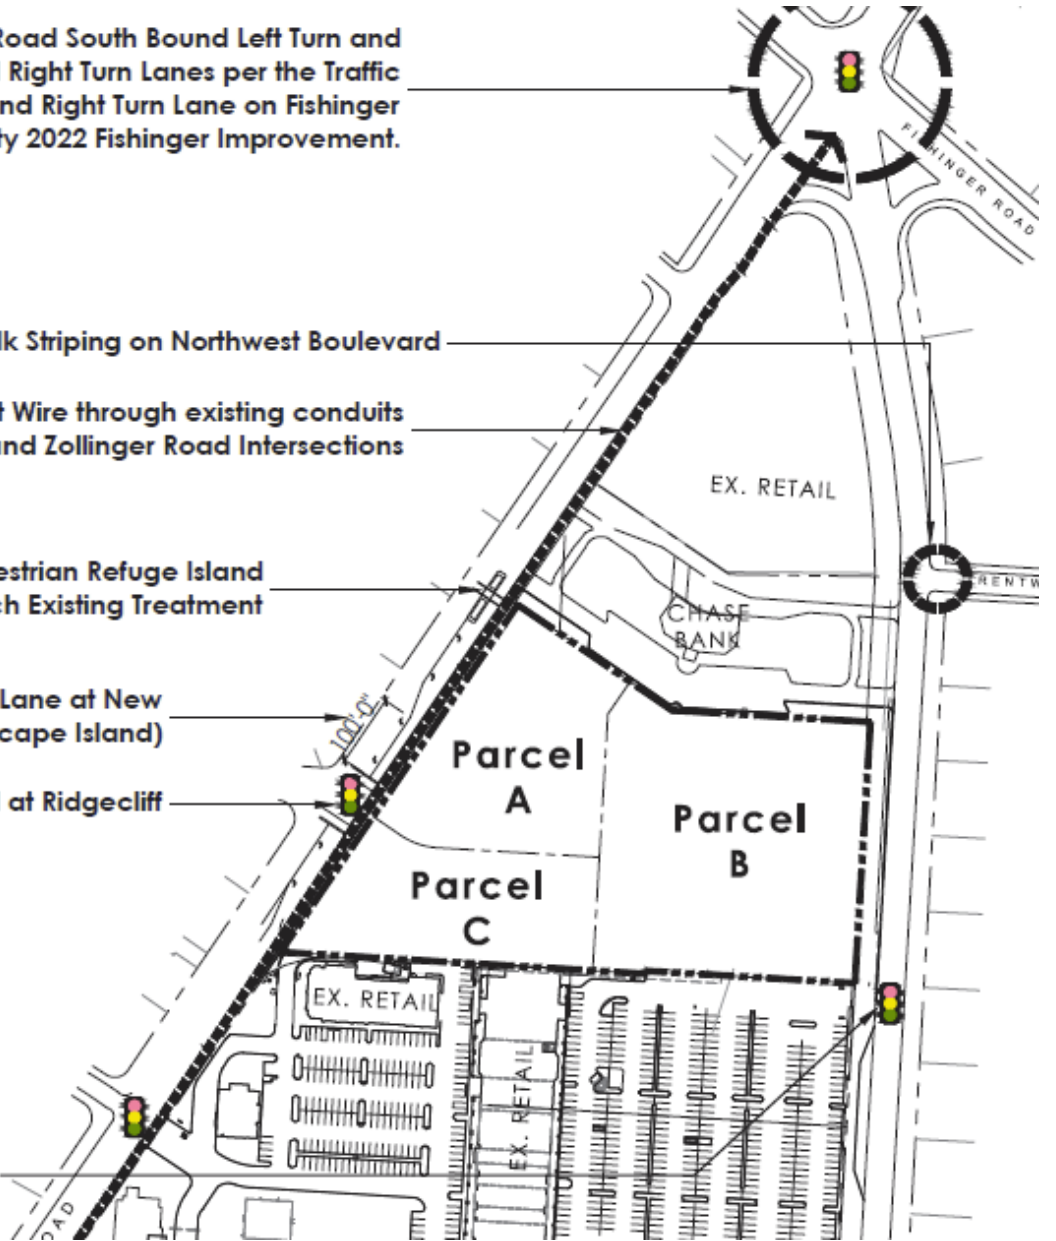 Road South Bound Left Turn and
Right Turn Lanes per the Traffic
nd Right Turn Lane on Fishinger
ty 2022 Fishinger Improvement.
FISHINGER ROAD
lk Striping on Northwest Boulevard
t Wire through existing conduits
and Zollinger Road Intersections
EX. RETAIL
estrian Refuge Island
ch Existing Treatment
RENTW
CHASE
BANK
Lane at New
cape Island)
100'-0"
Parcel
A
at Ridgecliff
Parcel
B
Parcel
C
EX. RETAIL
EX. RETAIL
OAD